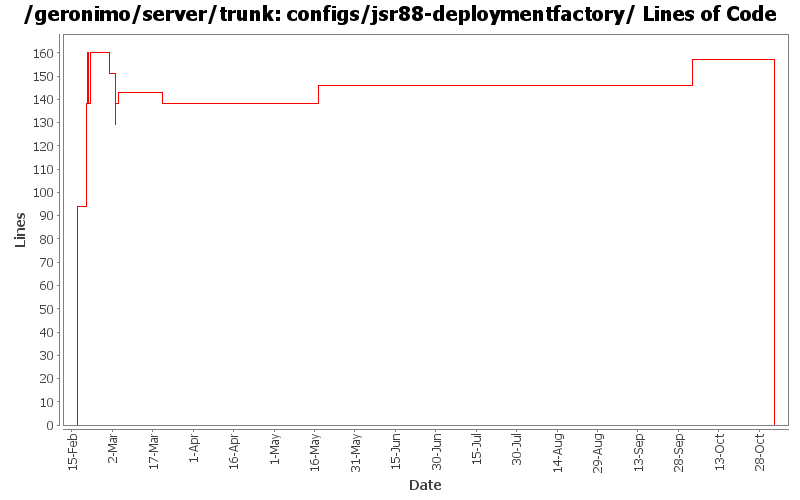 /geronimo/server/trunk: configs/jsr88-deploymentfactory/ Lines of Code
160
150
140
130
120
110
100
90
80
70
60
50
40
30
20
10
0
Lines
15-Feb
2-Mar
17-Mar
1-Apr
16-Apr
1-May
16-May
31-May
15-Jun
30-Jun
15-Jul
30-Jul
14-Aug
29-Aug
13-Sep
28-Sep
13-Oct
28-Oct
Date